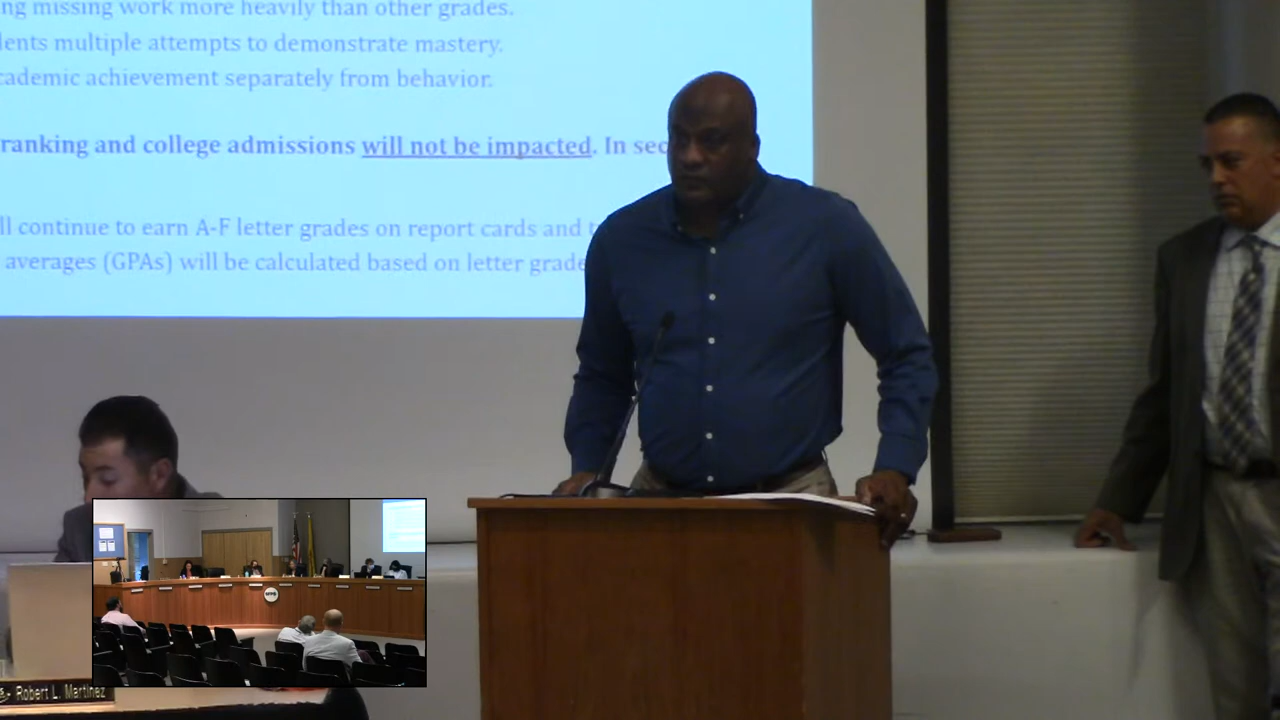 ng missing work more heavily than other grades.
dents multiple attempts to demonstrate mastery.
cademic achievement separately from behavior.
ranking and college admissions will not be impacted. In sec
ll continue to earn A-F letter grades on report cards and t
averages (GPAs) will be calculated based on letter grade
Robert L. Martinez